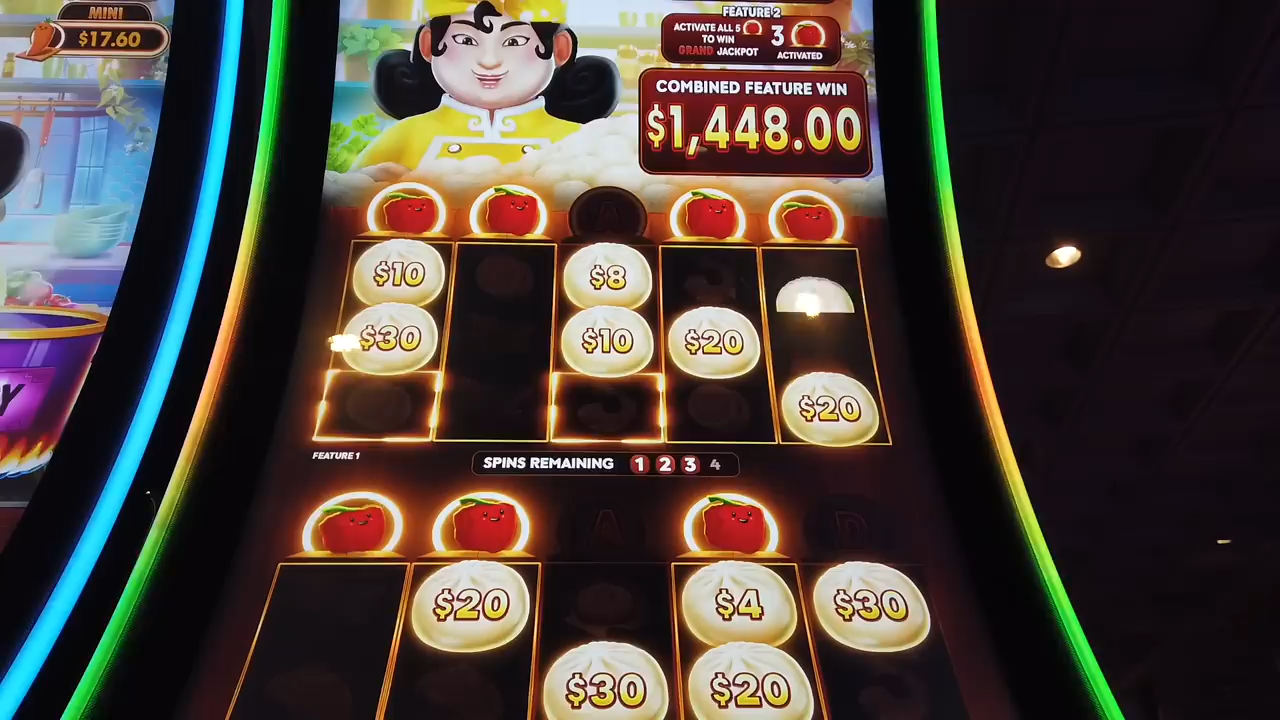 MINI
$17.60
FEATURE 2
ACTIVATE ALL 5
TO WIN
GRAND JACKPOT
3
ACTIVATED
COMBINED FEATURE WIN
$1,448.00
A
$10
$8
$30
$10
$20
$20
Y
FEATURE 1
SPINS REMAINING 1 2 3 4
A
D
$20
$4
$30
$30
$20